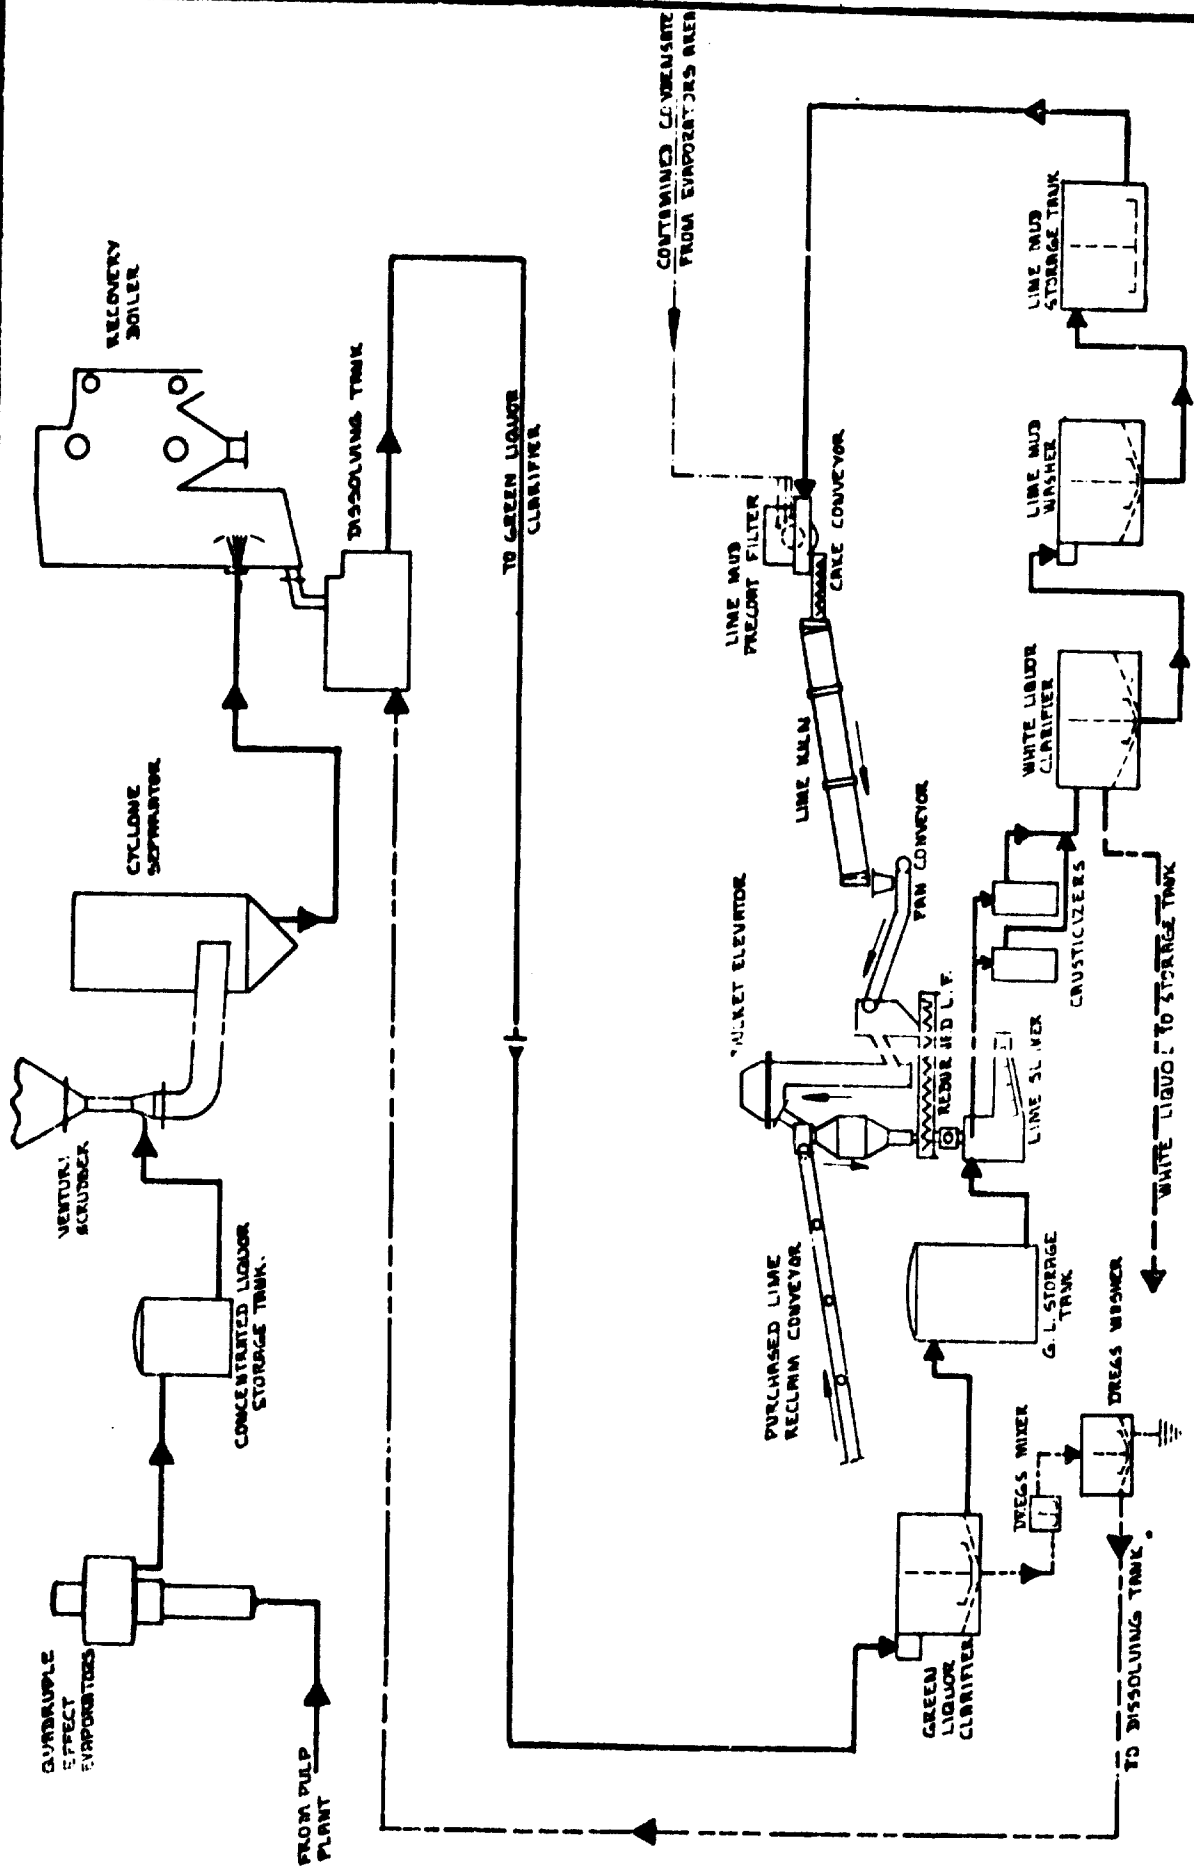 QUADRUPLE
EFFECT
EVAPORATORS
FROM PULP
PLANT
CONCENTRATED LIQUOR
STORAGE TANK.
VENTURI
SCRUBBER
CYCLONE
SEPARATOR
RECOVERY
BOILER
DISSOLVING TANK
TO GREEN LIQUOR
CLARIFIER
CONTAMINED CONDENSATE
FROM EVAPORATORS AREA
LIME MUD
PRECOAT FILTER
CAKE CONVEYOR
LIME KILN
PAN CONVEYOR
BUCKET ELEVATOR
REBURNED L.F.
PURCHASED LIME
RECLAIM CONVEYOR
GREEN
LIQUOR
CLARIFIER
G.L. STORAGE
TANK
LIME SLAKER
CAUSTICIZERS
WHITE LIQUOR
CLARIFIER
LIME MUD
WASHER
LIME MUD
STORAGE TANK
DREGS MIXER
DREGS WASHER
WHITE LIQUOR TO STORAGE TANK
TO DISSOLVING TANK